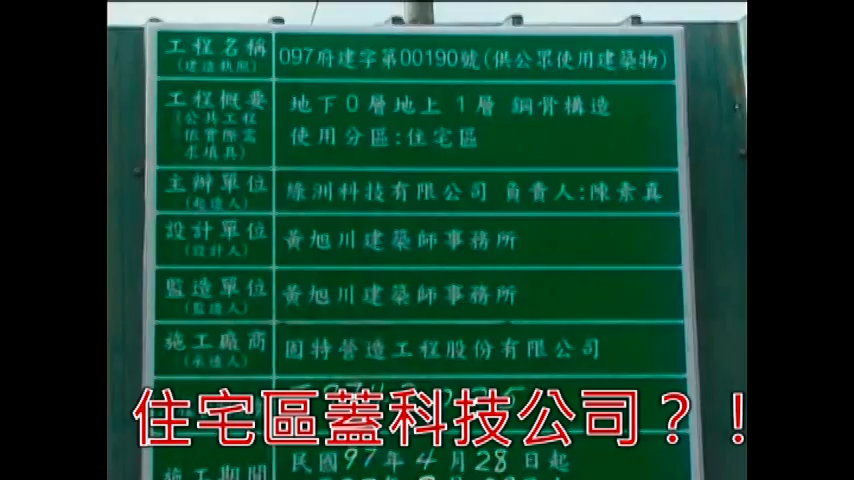 工程名稱 097府建字第00190號(供公眾使用建築物)
(建造執照)
工程概要 地下0層地上1層 鋼骨構造
(公共工程
依實際需 使用分區:住宅區
求填具)
主辦單位 綠洲科技有限公司 負責人:陳素真
(起造人)
設計單位 黃旭川建築師事務所
(設計人)
監造單位 黃旭川建築師事務所
(監造人)
施工廠商 固特營造工程股份有限公司
(承造人)
住宅區蓋科技公司？！
施工期間 民國97年4月28日起